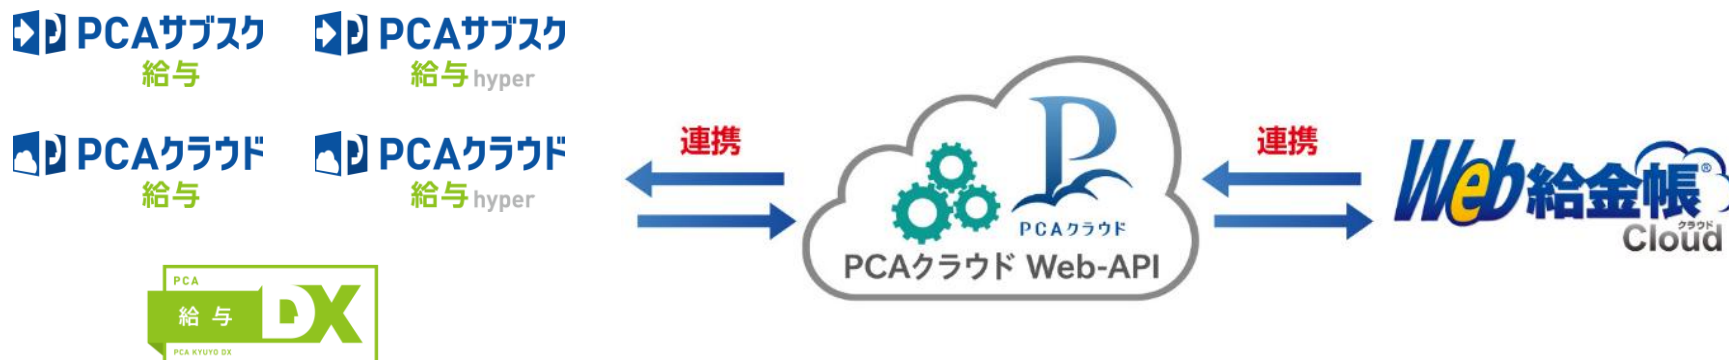 PCAサブスク
給与
PCAサブスク
給与 hyper
PCAクラウド
給与
PCAクラウド
給与 hyper
PCA
給与 DX
PCA KYUYO DX
連携
P
PCAクラウド
PCAクラウド Web-API
連携
Web給金帳®
クラウド
Cloud